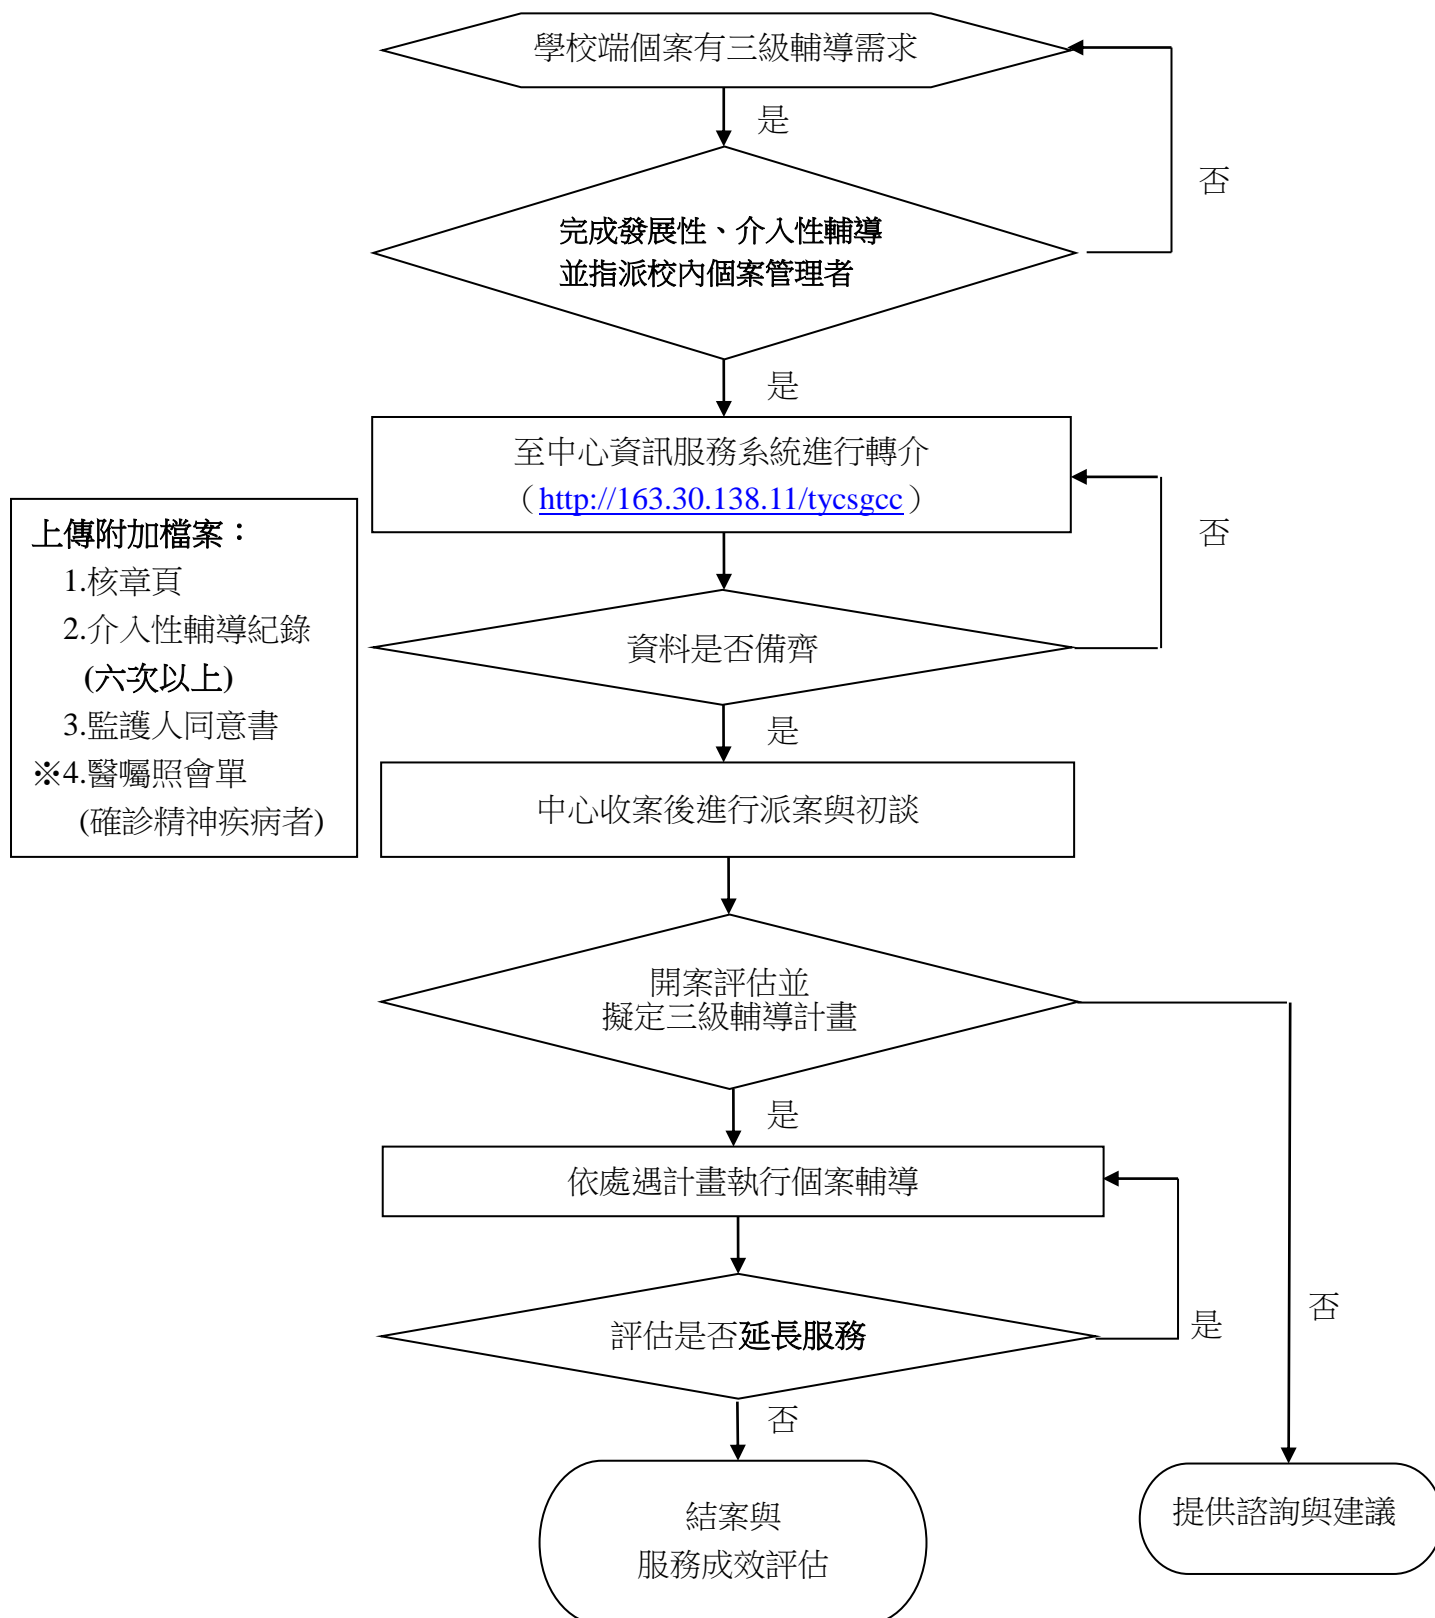 學校端個案有三級輔導需求
是
否
完成發展性、介入性輔導
並指派校內個案管理者
是
至中心資訊服務系統進行轉介
（http://163.30.138.11/tycsgcc）
否
上傳附加檔案：
1.核章頁
2.介入性輔導紀錄
(六次以上)
3.監護人同意書
※4.醫囑照會單
(確診精神疾病者)
資料是否備齊
是
中心收案後進行派案與初談
開案評估並
擬定三級輔導計畫
是
依處遇計畫執行個案輔導
否
評估是否延長服務
是
否
結案與
服務成效評估
提供諮詢與建議